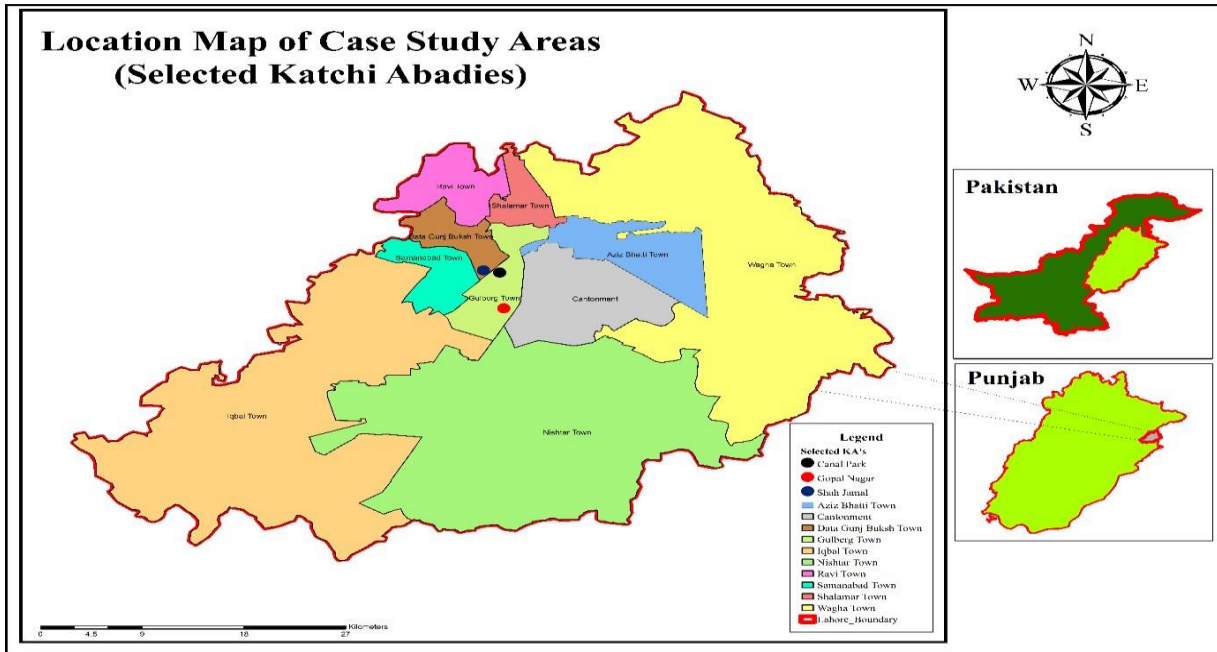 Location Map of Case Study Areas
(Selected Katchi Abadies)
N
W E
S
Ravi Town
Shalamar Town
Data Gunj Buksh Town
Samanabad Town
Aziz Bhatti Town
Wagha Town
Gulberg Town
Cantonment
Iqbal Town
Nishtar Town
Pakistan
Punjab
Legend
Selected KA's
Canal Park
Gopal Nagar
Shah Jamal
Aziz Bhatti Town
Cantonment
Data Gunj Buksh Town
Gulberg Town
Iqbal Town
Nishtar Town
Ravi Town
Samanabad Town
Shalamar Town
Wagha Town
Lahore_Boundary
Kilometers
0 4.5 9 18 27